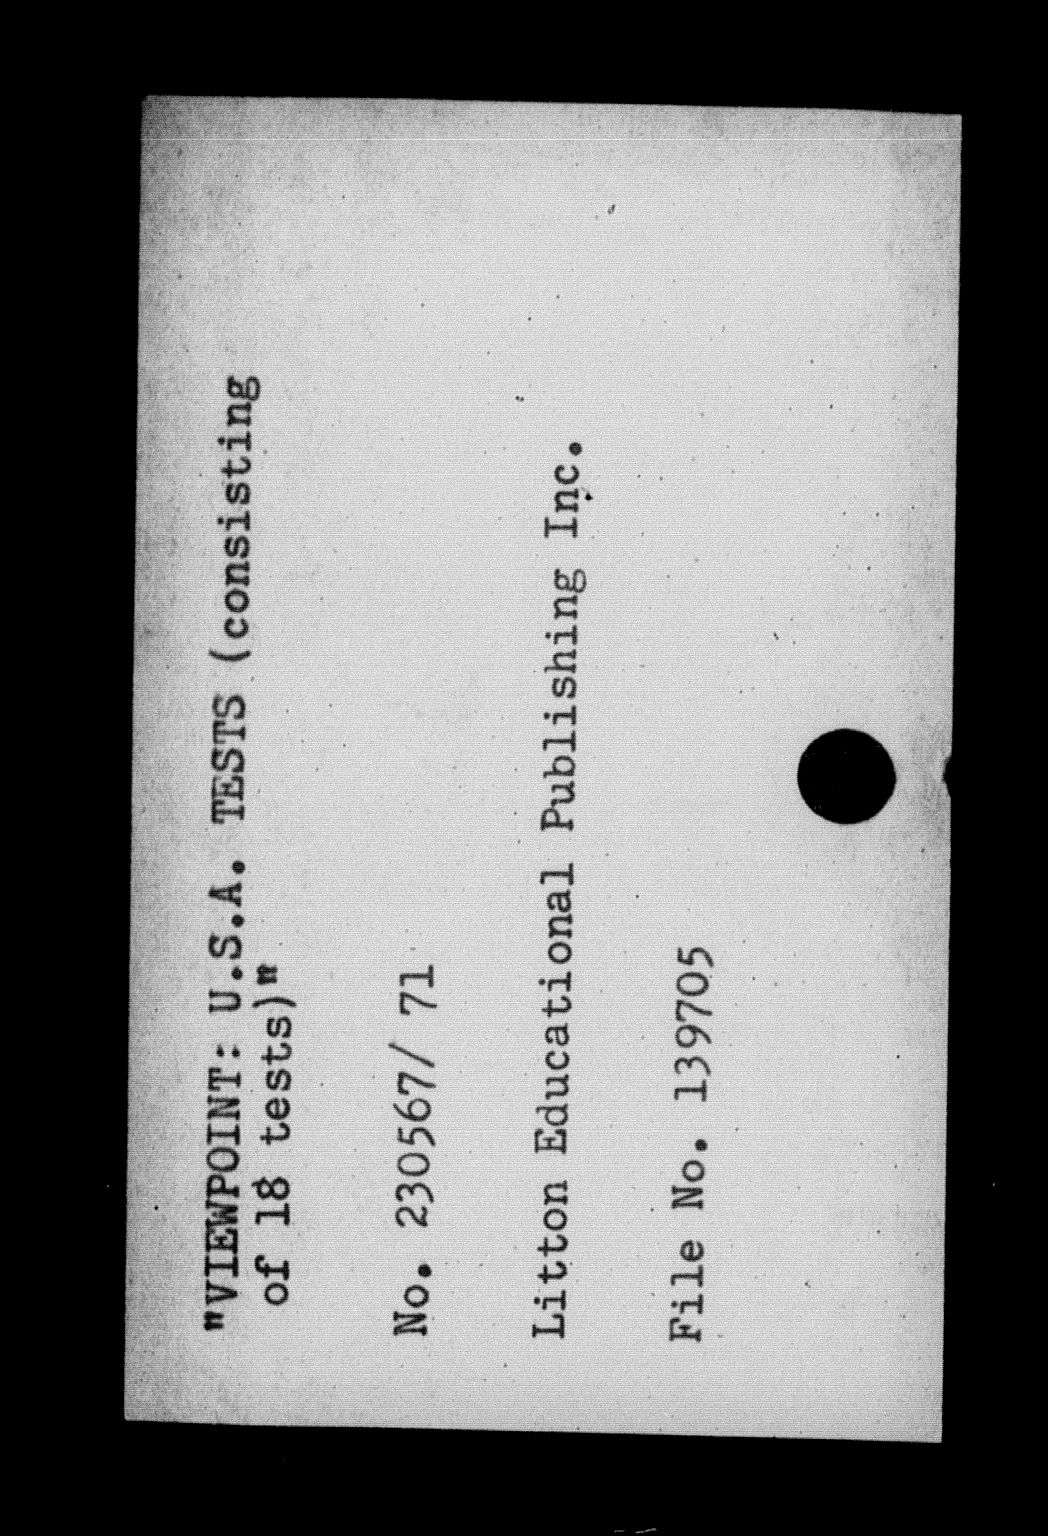 "VIEWPOINT: U.S.A. TESTS (consisting
of 18 tests)"
No. 230567/ 71
Litton Educational Publishing Inc.
File No. 139705